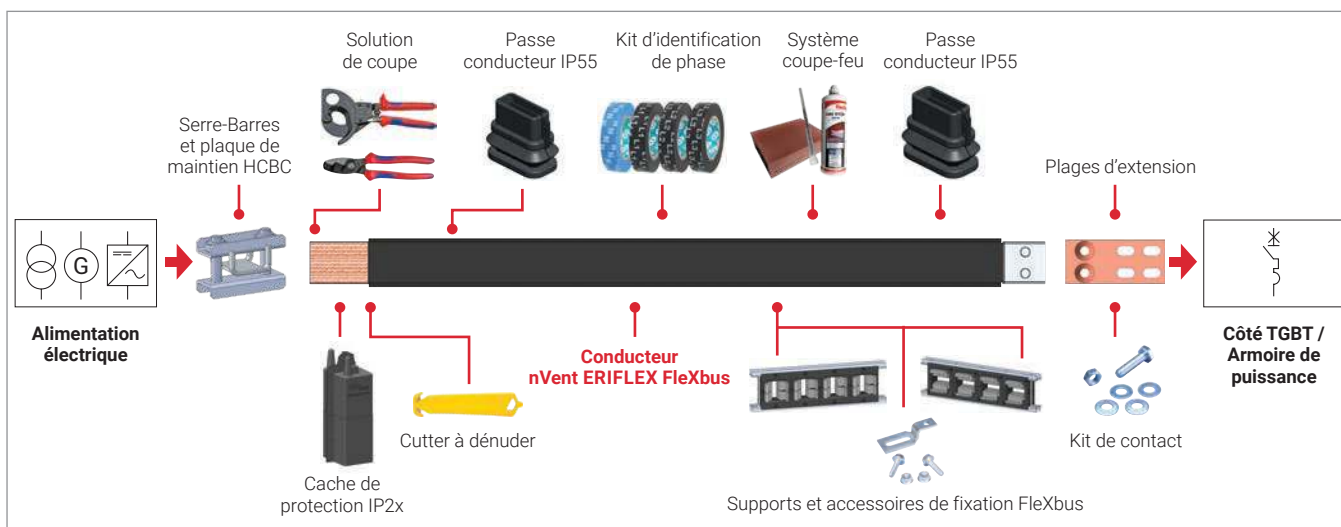 Solution
de coupe
Passe
conducteur IP55
Kit d'identification
de phase
Système
coupe-feu
Passe
conducteur IP55
Serre-Barres
et plaque de
maintien HCBC
Plages d'extension
G
Alimentation
électrique
Conducteur
nVent ERIFLEX FleXbus
Côté TGBT /
Armoire de
puissance
Cutter à dénuder
Kit de contact
Cache de
protection IP2x
Supports et accessoires de fixation FleXbus